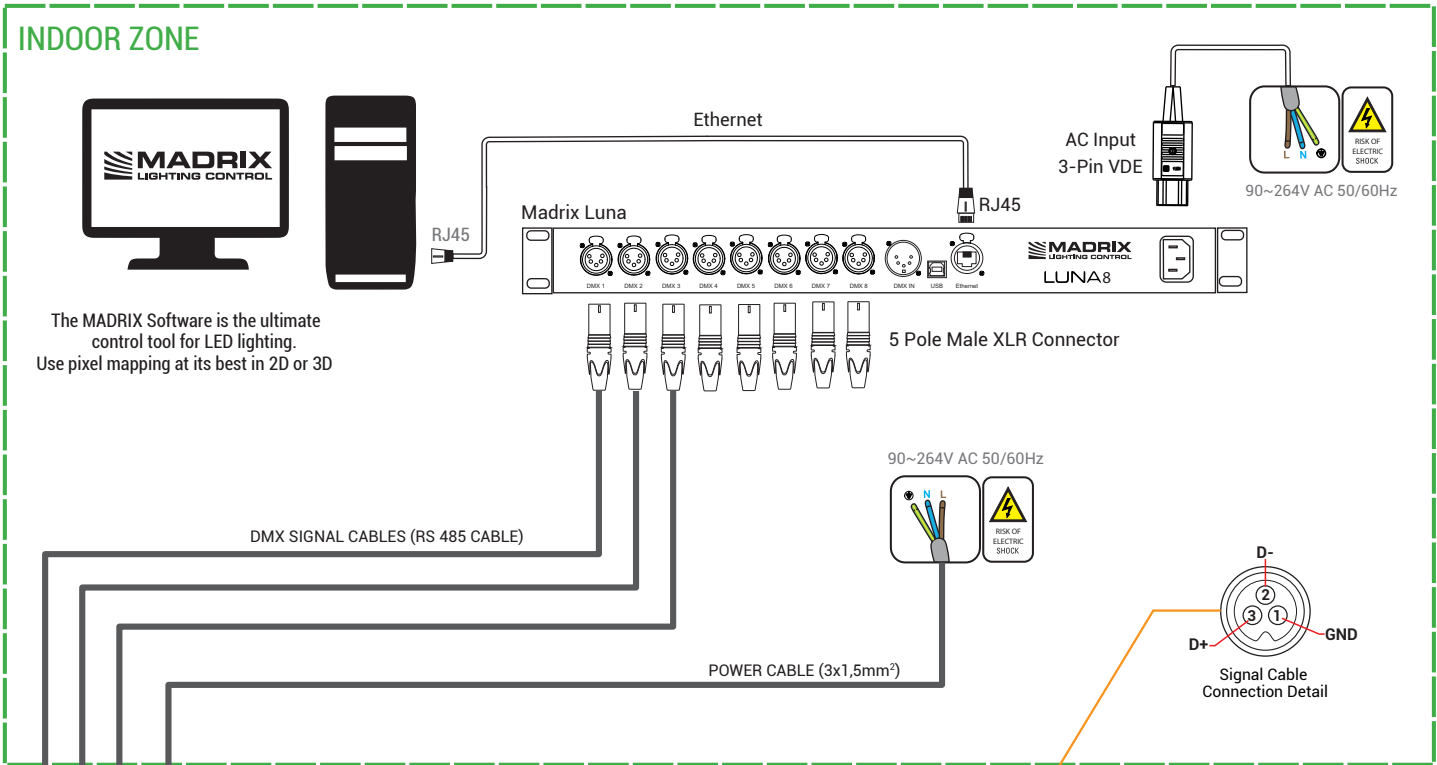 INDOOR ZONE
MADRIX
LIGHTING CONTROL
The MADRIX Software is the ultimate
control tool for LED lighting.
Use pixel mapping at its best in 2D or 3D
RJ45
Ethernet
RJ45
AC Input
3-Pin VDE
L N
RISK OF
ELECTRIC
SHOCK
90~264V AC 50/60Hz
Madrix Luna
DMX 1 DMX 2 DMX 3 DMX 4 DMX 5 DMX 6 DMX 7 DMX 8 DMX IN USB Ethernet
MADRIX
LIGHTING CONTROL
LUNA8
5 Pole Male XLR Connector
90~264V AC 50/60Hz
N L
RISK OF
ELECTRIC
SHOCK
DMX SIGNAL CABLES (RS 485 CABLE)
POWER CABLE (3x1,5mm²)
D-
2
3 1
D+
GND
Signal Cable
Connection Detail